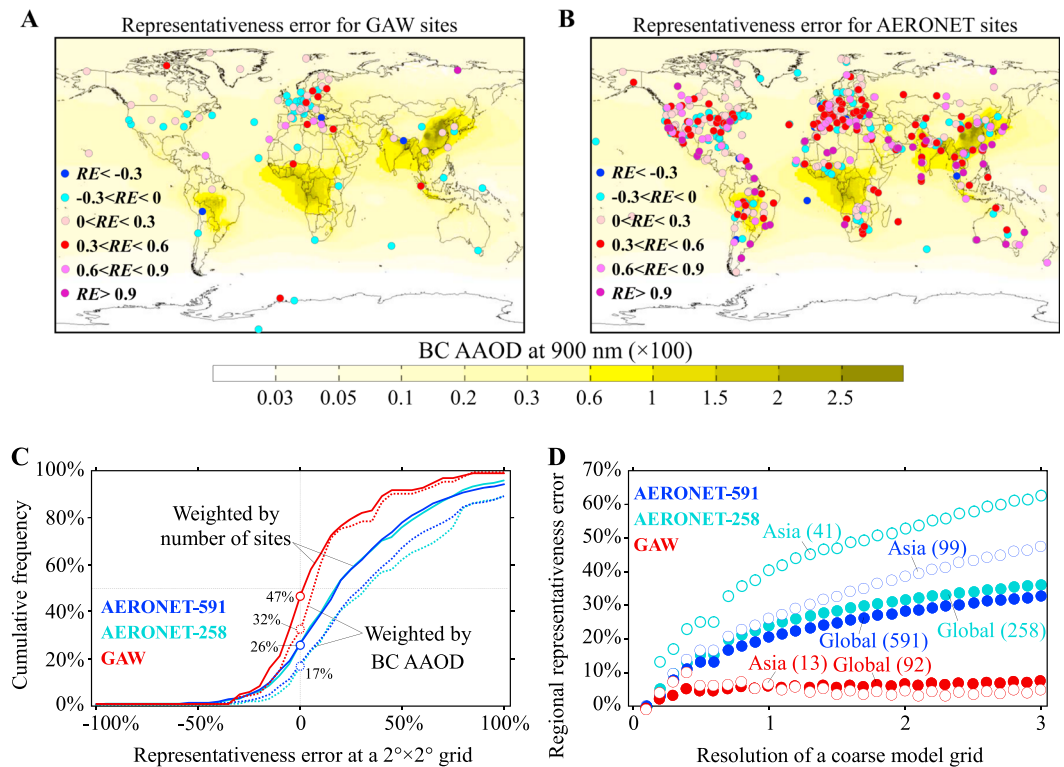 A
Representativeness error for GAW sites
RE< -0.3
-0.3<RE< 0
0<RE< 0.3
0.3<RE< 0.6
0.6<RE< 0.9
RE> 0.9
B
Representativeness error for AERONET sites
RE< -0.3
-0.3<RE< 0
0<RE< 0.3
0.3<RE< 0.6
0.6<RE< 0.9
RE> 0.9
BC AAOD at 900 nm (×100)
0.03 0.05 0.1 0.2 0.3 0.6 1 1.5 2 2.5
C
Cumulative frequency
100%
80%
60%
40%
20%
0%
Weighted by
number of sites
AERONET-591
AERONET-258
GAW
47%
32%
26%
17%
Weighted by
BC AAOD
-100% -50% 0 50% 100%
Representativeness error at a 2°×2° grid
D
Regional representativeness error
70%
60%
50%
40%
30%
20%
10%
0%
AERONET-591
AERONET-258
GAW
Asia (41)
Asia (99)
Global (591)
Global (258)
Asia (13) Global (92)
0 1 2 3
Resolution of a coarse model grid